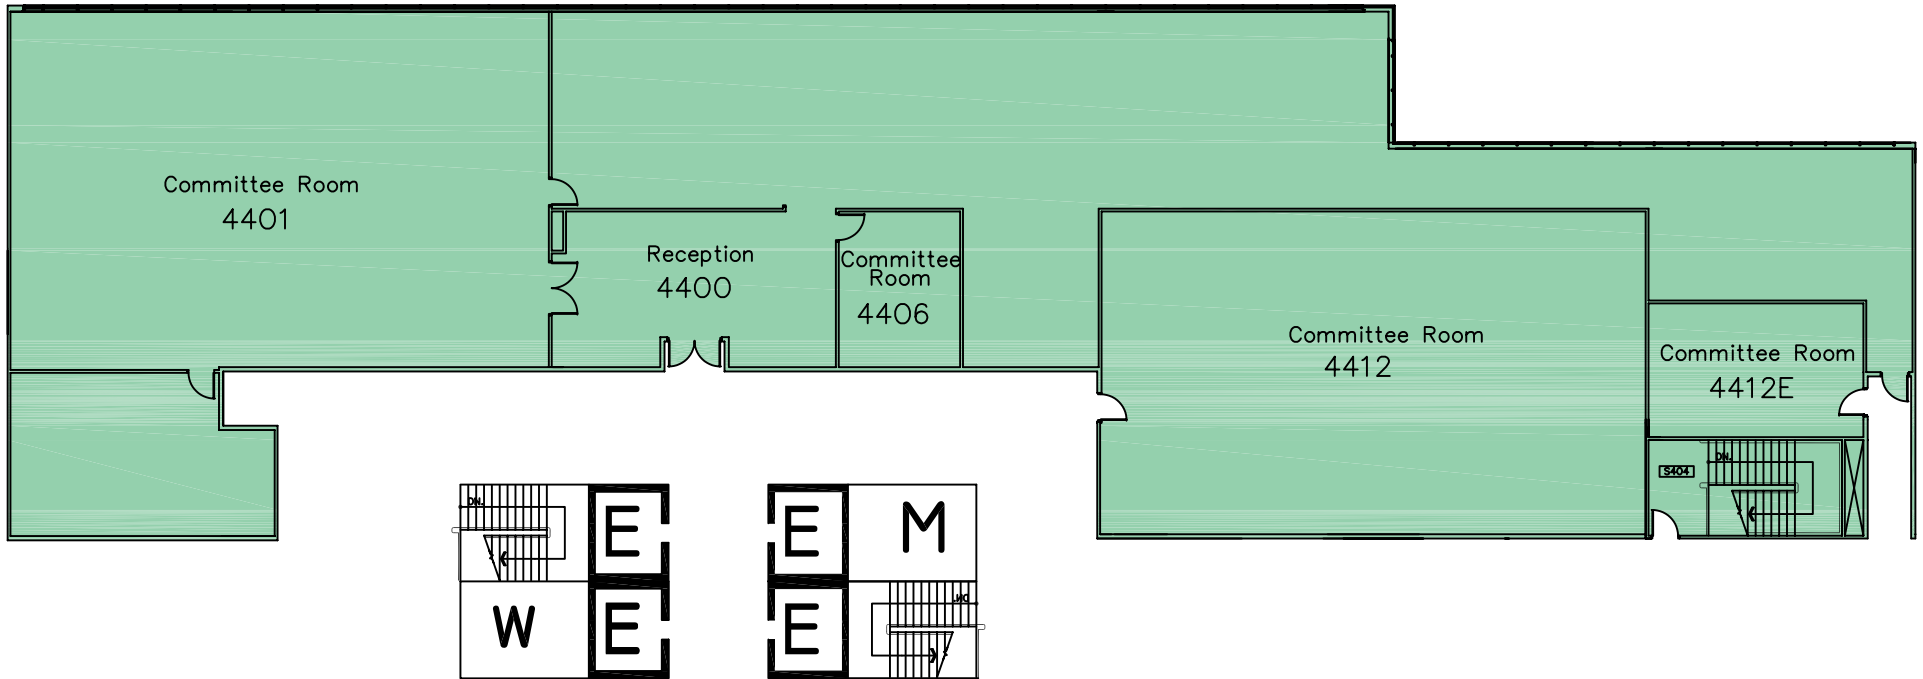 Committee Room
4401
Reception
4400
Committee
Room
4406
Committee Room
4412
Committee Room
4412E
S404
DN.
DN.
E
E
M
W
E
E
DN.